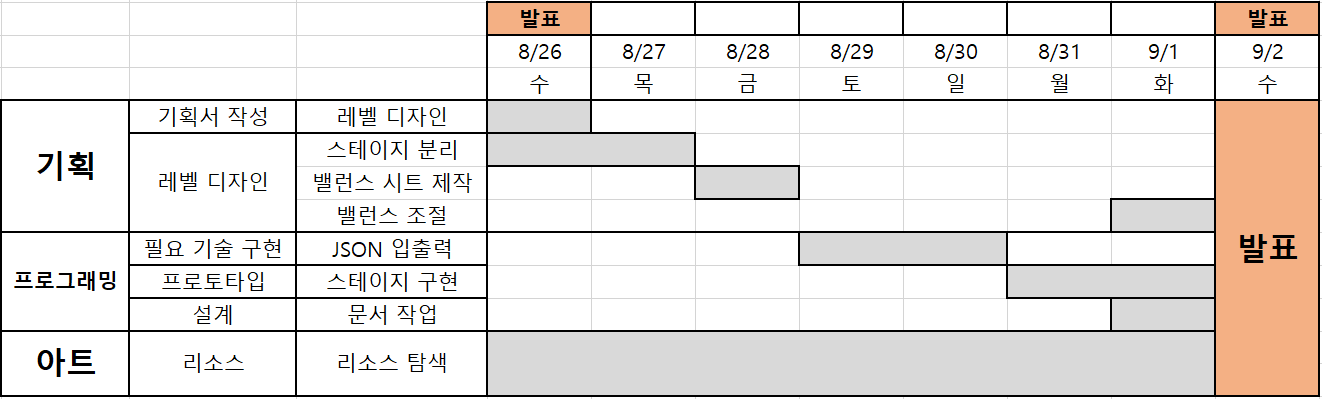 발표 발표
8/26 8/27 8/28 8/29 8/30 8/31 9/1 9/2
수 목 금 토 일 월 화 수
기획 기획서 작성 레벨 디자인
레벨 디자인 스테이지 분리
밸런스 시트 제작
밸런스 조절
프로그래밍 필요 기술 구현 JSON 입출력
프로토타입 스테이지 구현
설계 문서 작업
아트 리소스 리소스 탐색
발표